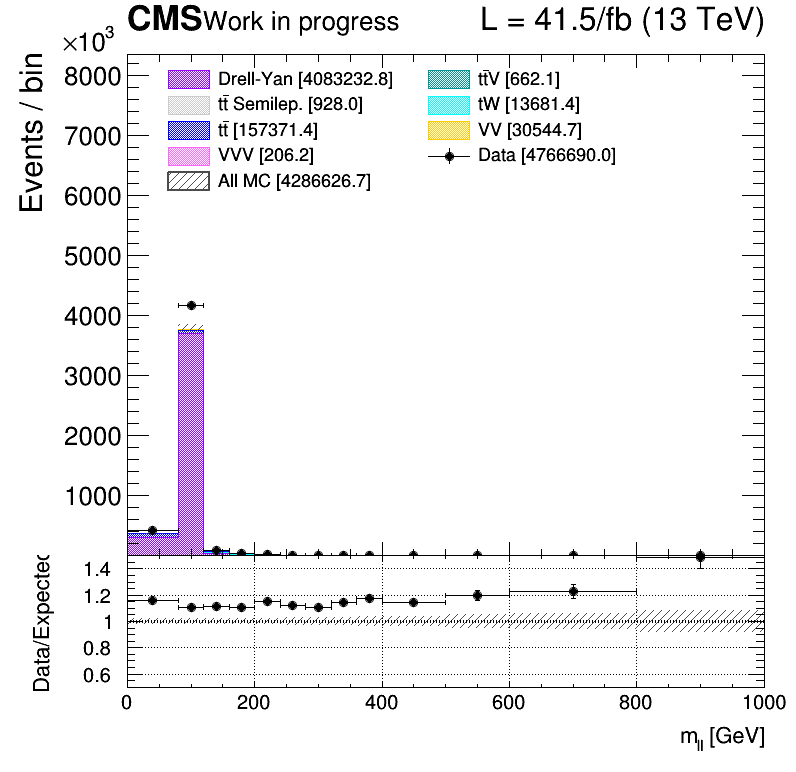 CMS Work in progress L = 41.5/fb (13 TeV)
×10³
Events / bin
8000
7000
6000
5000
4000
3000
2000
1000
Drell-Yan [4083232.8]
tt̄ Semilep. [928.0]
tt̄ [157371.4]
VVV [206.2]
All MC [4286626.7]
tt̄V [662.1]
tW [13681.4]
VV [30544.7]
Data [4766690.0]
Data/Expected
1.4
1.2
1
0.8
0.6
0 200 400 600 800 1000
m_ll [GeV]